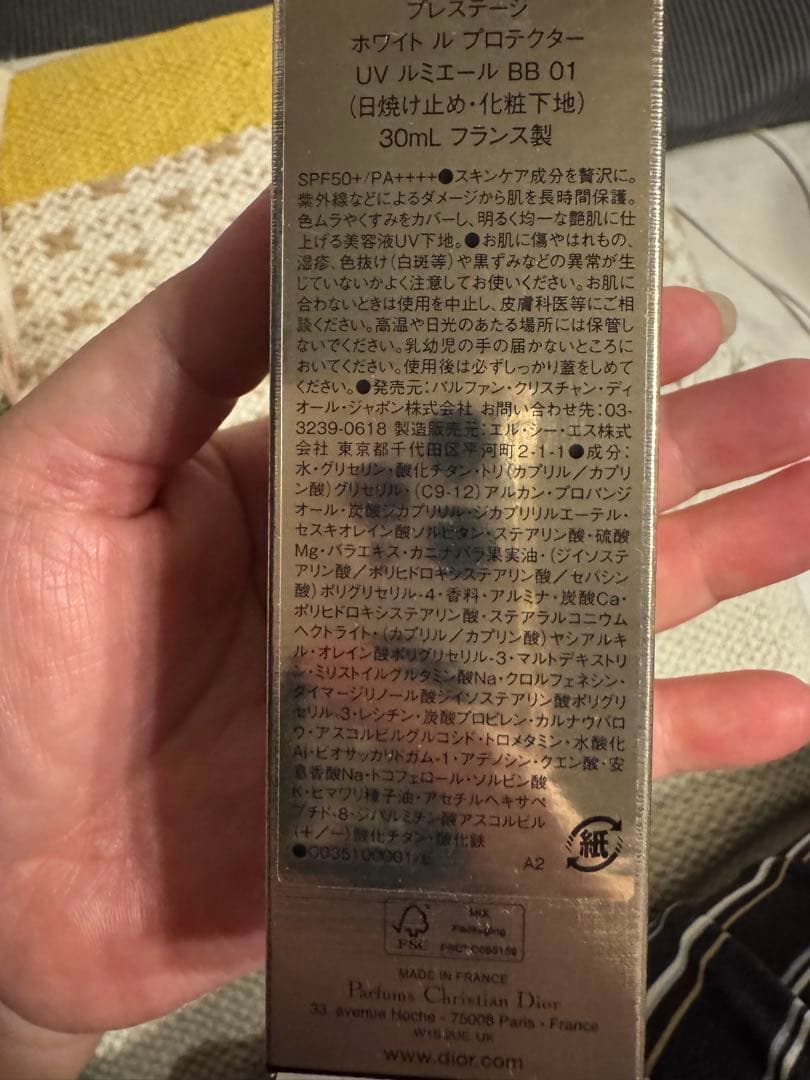 プレステージ
ホワイト ル プロテクター
UV ルミエール BB 01
(日焼け止め・化粧下地)
30mL フランス製
SPF50+/PA++++●スキンケア成分を贅沢に。
紫外線などによるダメージから肌を長時間保護。
色ムラやくすみをカバーし、明るく均一な艶肌に仕
上げる美容液UV下地。●お肌に傷やはれもの、
湿疹、色抜け(白斑等)や黒ずみなどの異常が生
じていないかよく注意してお使いください。お肌に
合わないときは使用を中止し、皮膚科医等にご相
談ください。高温や日光のあたる場所には保管し
ないでください。乳幼児の手の届かないところに
おいてください。使用後は必ずしっかり蓋をしめて
ください。●発売元:パルファン・クリスチャン・ディ
オール・ジャポン株式会社 お問い合わせ先:03-
3239-0618 製造販売元:エル・シー・エス株式
会社 東京都千代田区平河町2-1-1●成分:
水・グリセリン・酸化チタン・トリ(カプリル/カプリ
ン酸)グリセリル・(C9-12)アルカン・プロパンジ
オール・炭酸ジカプリリル・ジカプリリルエーテル・
セスキオレイン酸ソルビタン・ステアリン酸・硫酸
Mg・バラエキス・カニナバラ果実油・(ジイソステ
アリン酸/ポリヒドロキシステアリン酸/セバシン
酸)ポリグリセリル-4・香料・アルミナ・炭酸Ca・
ポリヒドロキシステアリン酸・ステアラルコニウム
ヘクトライト・(カプリル/カプリン酸)ヤシアルキ
ル・オレイン酸ポリグリセリル-3・マルトデキストリ
ン・ミリストイルグルタミン酸Na・クロルフェネシン・
ダイマージリノール酸ジイソステアリン酸ポリグリ
セリル-3・レシチン・炭酸プロピレン・カルナウバロ
ウ・アスコルビルグルコシド・トロメタミン・水酸化
Al・ビオサッカリドガム-1・アデノシン・クエン酸・安
息香酸Na・トコフェロール・ソルビン酸
K・ヒマワリ種子油・アセチルヘキサペ
プチド-8・ジパルミチン酸アスコルビル
(+/-)酸化チタン・酸化鉄
●C035100001
A2
紙
FSC
MIX
Packaging
MADE IN FRANCE
Parfums Christian Dior
33, avenue Hoche - 75008 Paris - France
W1S 2UE, UK
www.dior.com